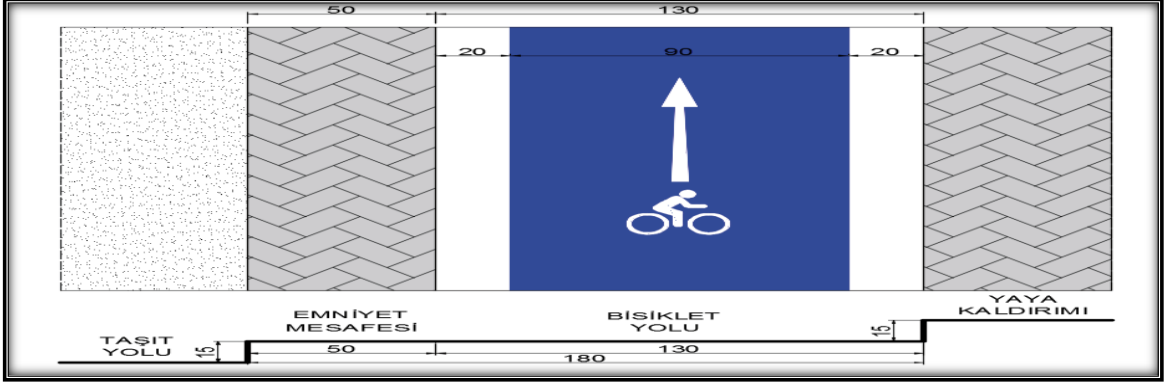 50 130
20 90 20
EMNİYET
MESAFESİ
BİSİKLET
YOLU
YAYA
KALDIRIMI
TAŞIT
YOLU
15
15
50 130
180